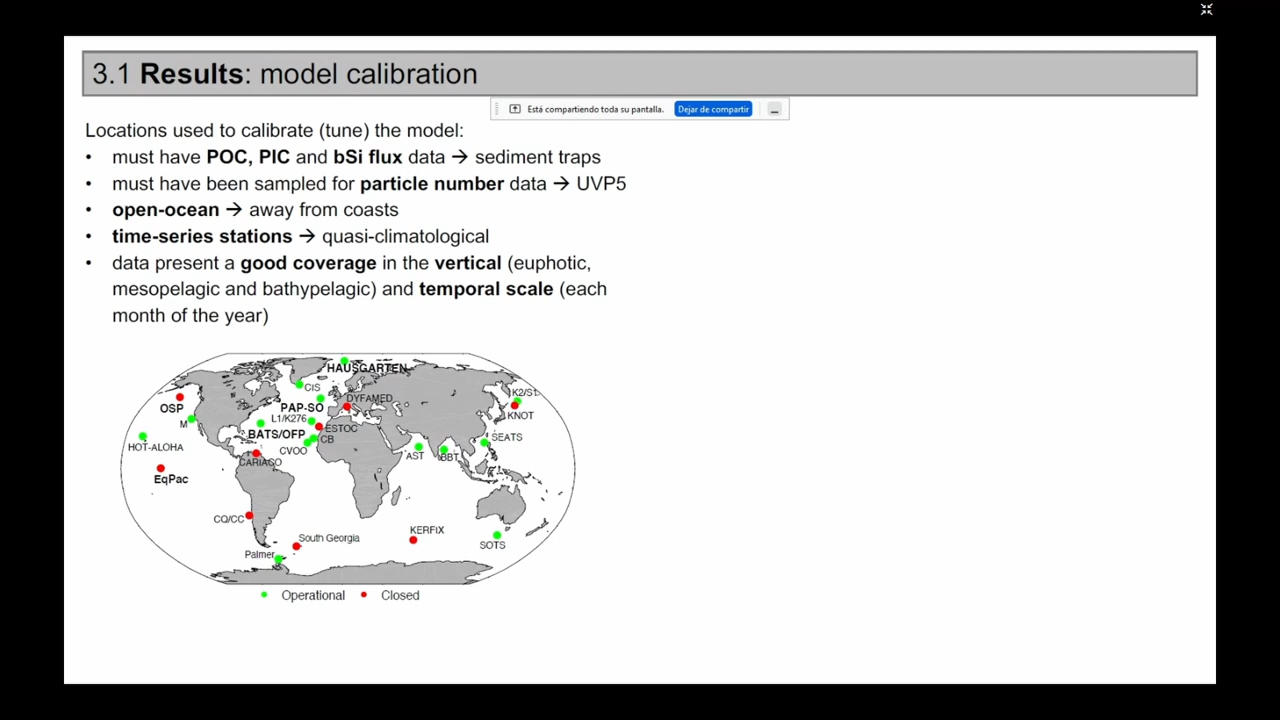 3.1 Results: model calibration
Está compartiendo toda su pantalla. Dejar de compartir
Locations used to calibrate (tune) the model:
• must have POC, PIC and bSi flux data → sediment traps
• must have been sampled for particle number data → UVP5
• open-ocean → away from coasts
• time-series stations → quasi-climatological
• data present a good coverage in the vertical (euphotic,
mesopelagic and bathypelagic) and temporal scale (each
month of the year)
HAUSGARTEN
CIS
K2/S1
DYFAMED
OSP
PAP-SO
KNOT
M
L1/K276
ESTOC
BATS/OFP
CB
SEATS
HOT-ALOHA
CVOO
AST
BBT
CARIACO
EqPac
CQ/CC
KERFIX
South Georgia
SOTS
Palmer
Operational Closed